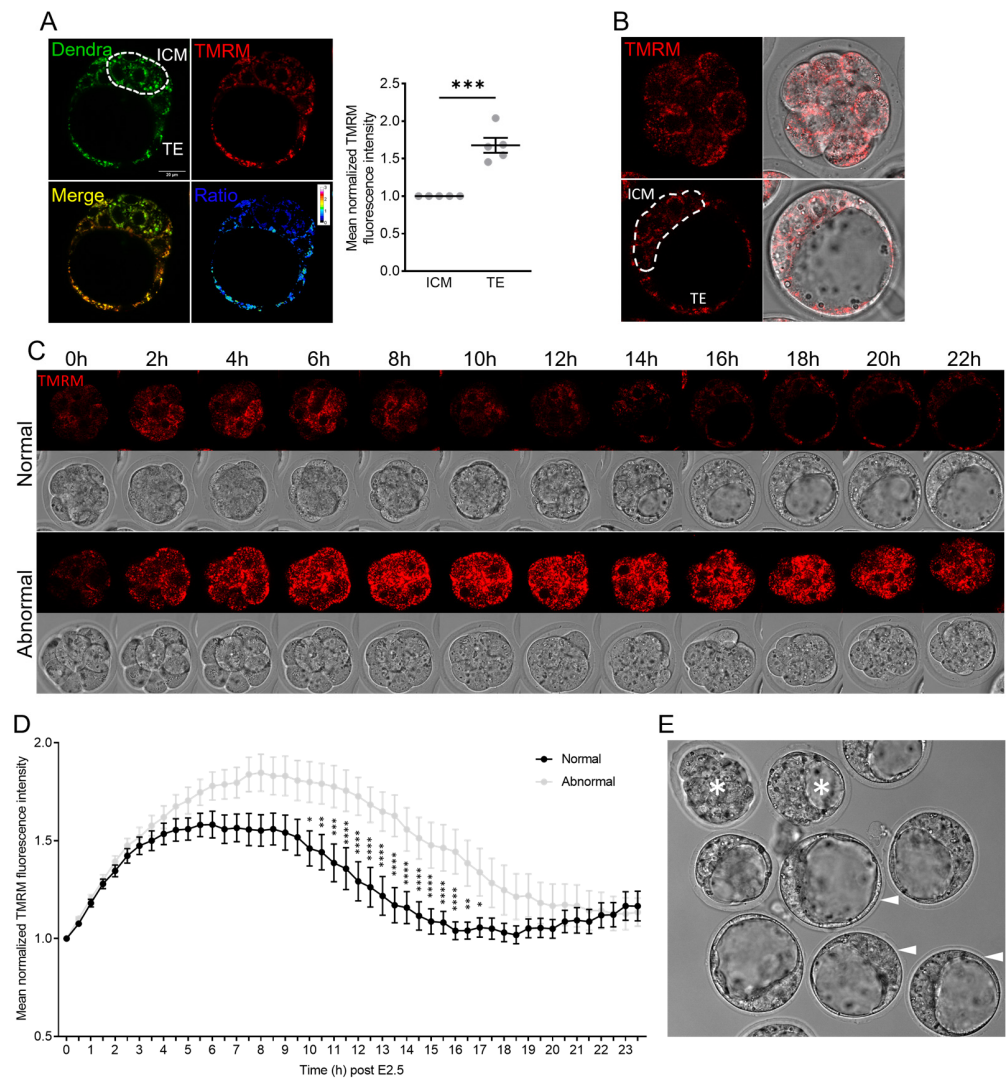 A
Dendra
ICM
TE
20 µm
TMRM
Merge
Ratio
Mean normalized TMRM
fluorescence intensity
2.5
2.0
1.5
1.0
0.5
0.0
***
ICM
TE
B
TMRM
ICM
TE
C
0h 2h 4h 6h 8h 10h 12h 14h 16h 18h 20h 22h
TMRM
Normal
Abnormal
D
Mean normalized TMRM fluorescence intensity
2.0
1.5
1.0
0.5
Normal
Abnormal
* ** *** **** **** **** **** **** **** **** **** **** ** *
0 1 2 3 4 5 6 7 8 9 10 11 12 13 14 15 16 17 18 19 20 21 22 23
Time (h) post E2.5
E
* *